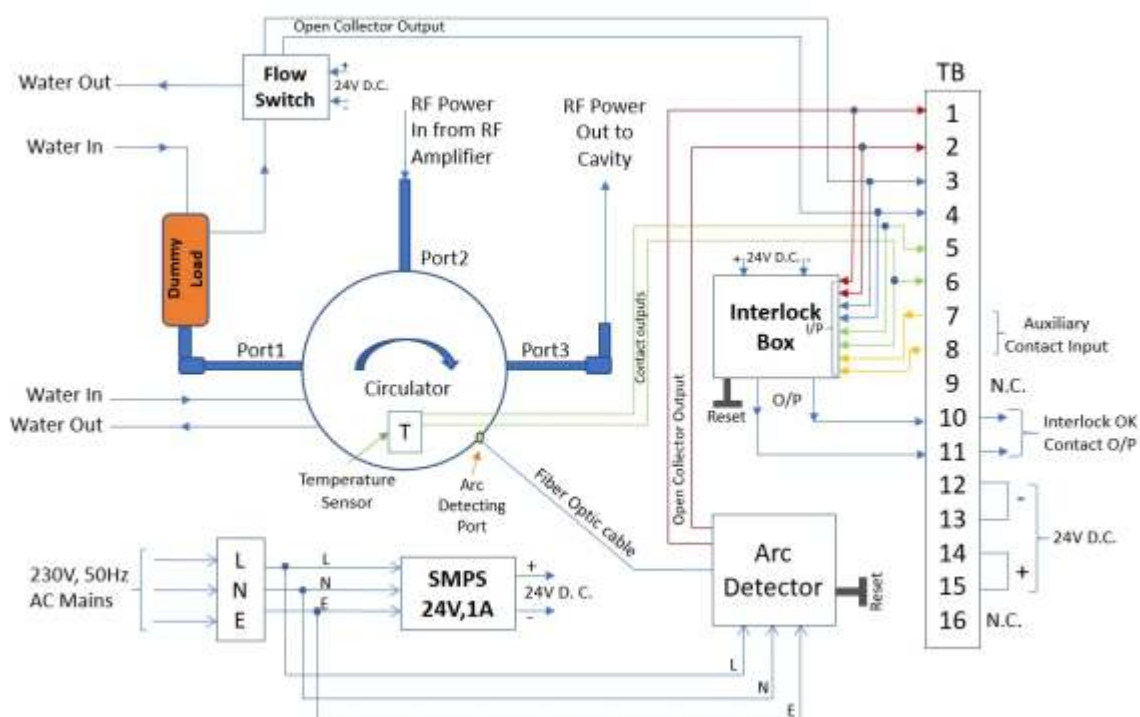 Open Collector Output
Water Out
Flow
Switch
+
24V D.C.
-
Water In
RF Power
In from RF
Amplifier
RF Power
Out to
Cavity
TB
1
2
3
4
5
6
7
8
9
10
11
12
13
14
15
16
Dummy
Load
Port2
Port1
Port3
Circulator
Contact outputs
+ 24V D.C. -
Interlock
Box
I/P
Reset
O/P
Auxiliary
Contact Input
N.C.
Interlock OK
Contact O/P
-
24V D.C.
+
N.C.
Water In
Water Out
T
Temperature
Sensor
Arc
Detecting
Port
Fiber Optic cable
Open Collector Output
Arc
Detector
Reset
230V, 50Hz
AC Mains
L
N
E
L
N
E
SMPS
24V,1A
+
24V D. C.
-
L
N
E